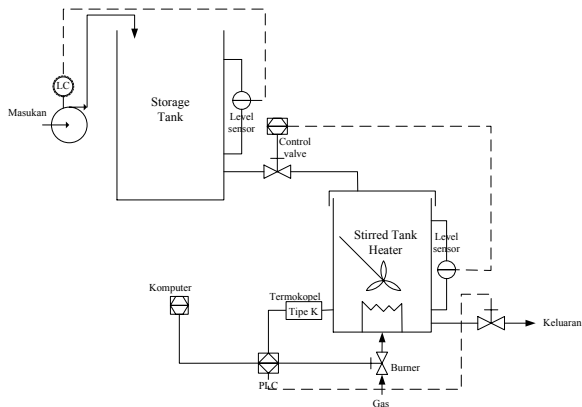 LC
Masukan
Storage
Tank
Level
sensor
Control
valve
Stirred Tank
Heater
Level
sensor
Komputer
Termokopel
Tipe K
Keluaran
PLC
Burner
Gas